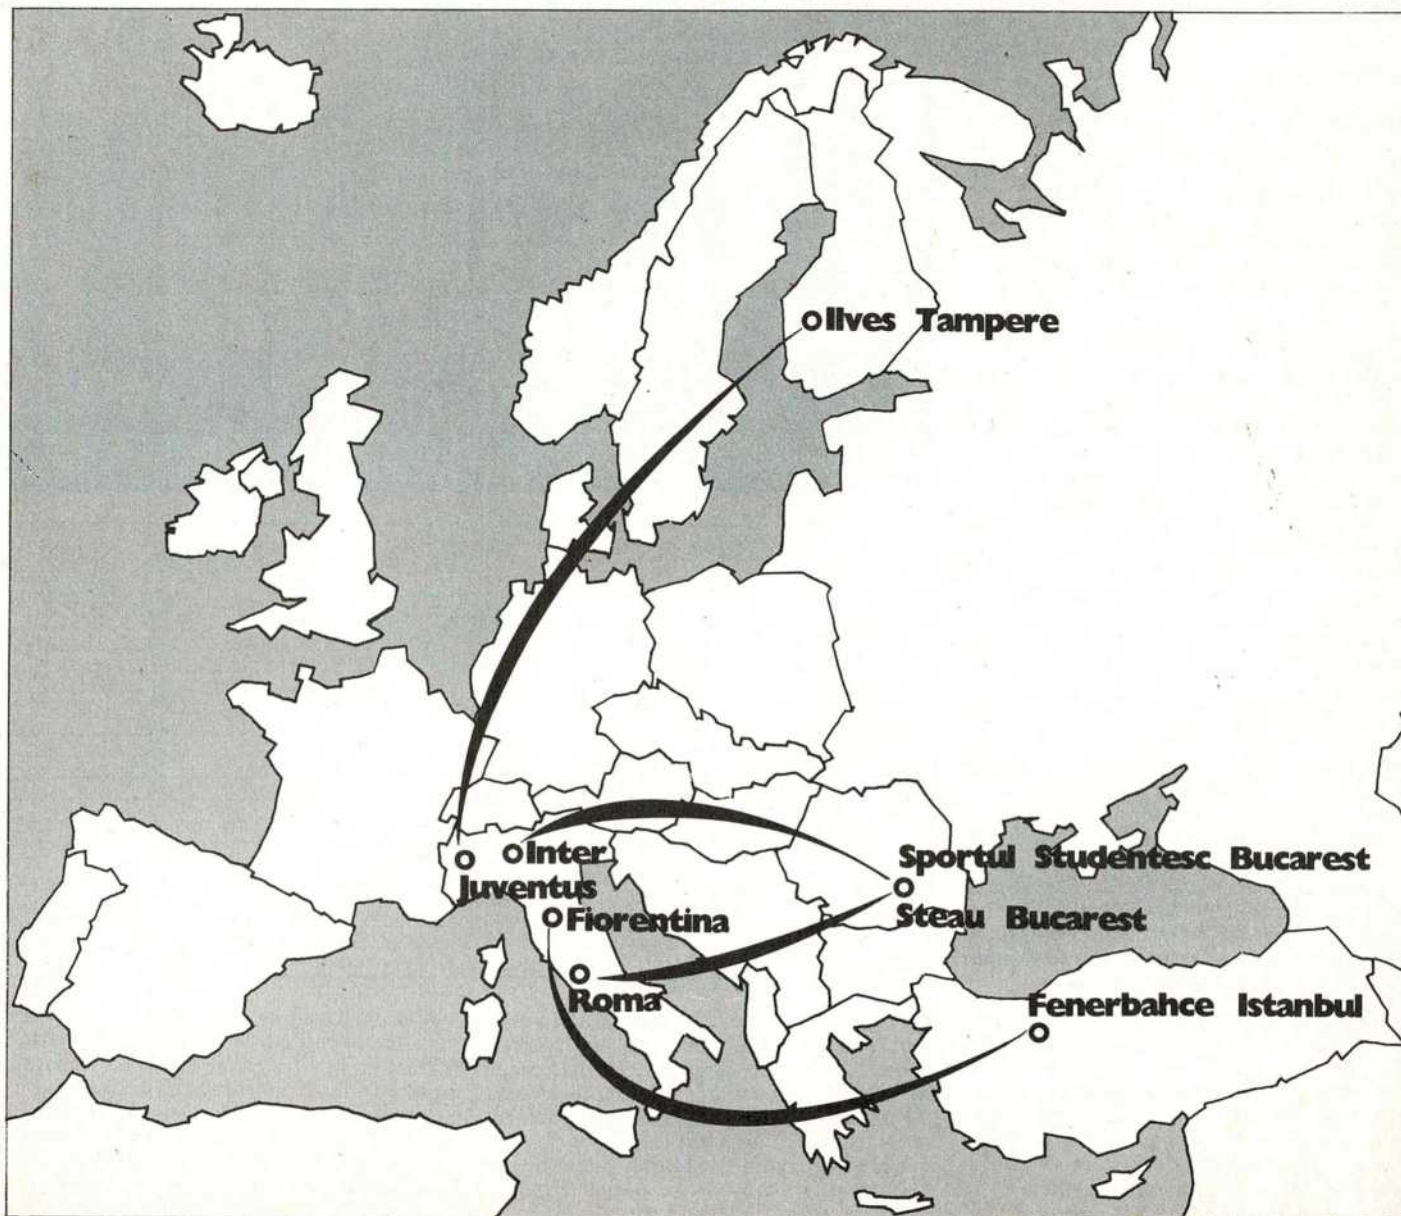 Ilves Tampere
Inter
Juventus
Sportul Studentesc Bucarest
Fiorentina
Steau Bucarest
Roma
Fenerbahce Istanbul